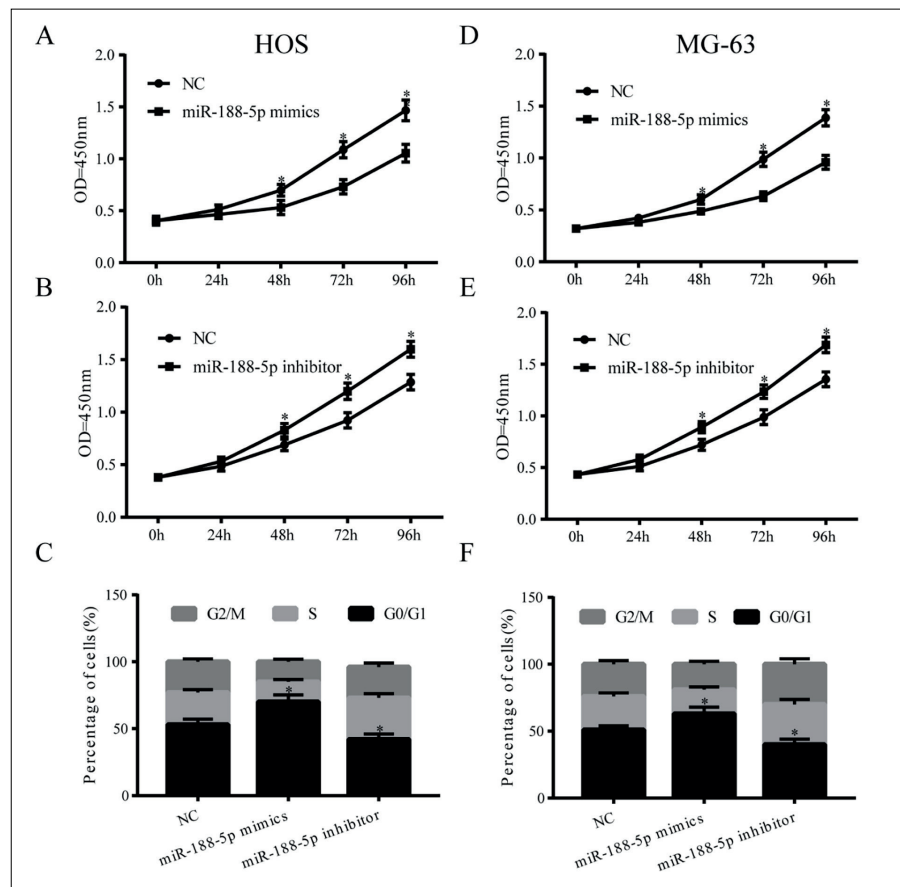 A
HOS
2.0
1.5
1.0
0.5
0.0
OD=450nm
NC
miR-188-5p mimics
*
*
*
0h 24h 48h 72h 96h
D
MG-63
2.0
1.5
1.0
0.5
0.0
OD=450nm
NC
miR-188-5p mimics
*
*
*
0h 24h 48h 72h 96h
B
2.0
1.5
1.0
0.5
0.0
OD=450nm
NC
miR-188-5p inhibitor
*
*
*
0h 24h 48h 72h 96h
E
2.0
1.5
1.0
0.5
0.0
OD=450nm
NC
miR-188-5p inhibitor
*
*
*
0h 24h 48h 72h 96h
C
150
100
50
0
Percentage of cells(%)
G2/M S G0/G1
*
*
NC
miR-188-5p mimics
miR-188-5p inhibitor
F
150
100
50
0
Percentage of cells(%)
G2/M S G0/G1
*
*
NC
miR-188-5p mimics
miR-188-5p inhibitor